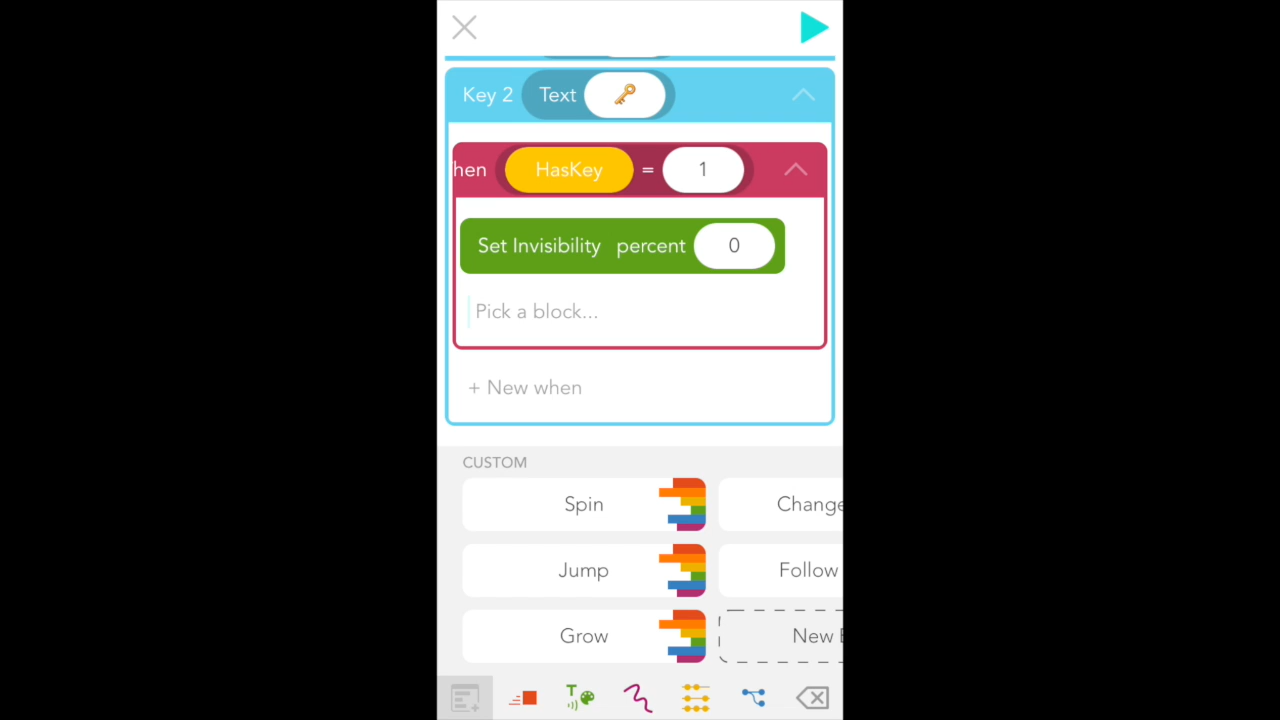 Key 2 Text
hen HasKey = 1
Set Invisibility percent 0
Pick a block...
+ New when
CUSTOM
Spin Change
Jump Follow
Grow New
T